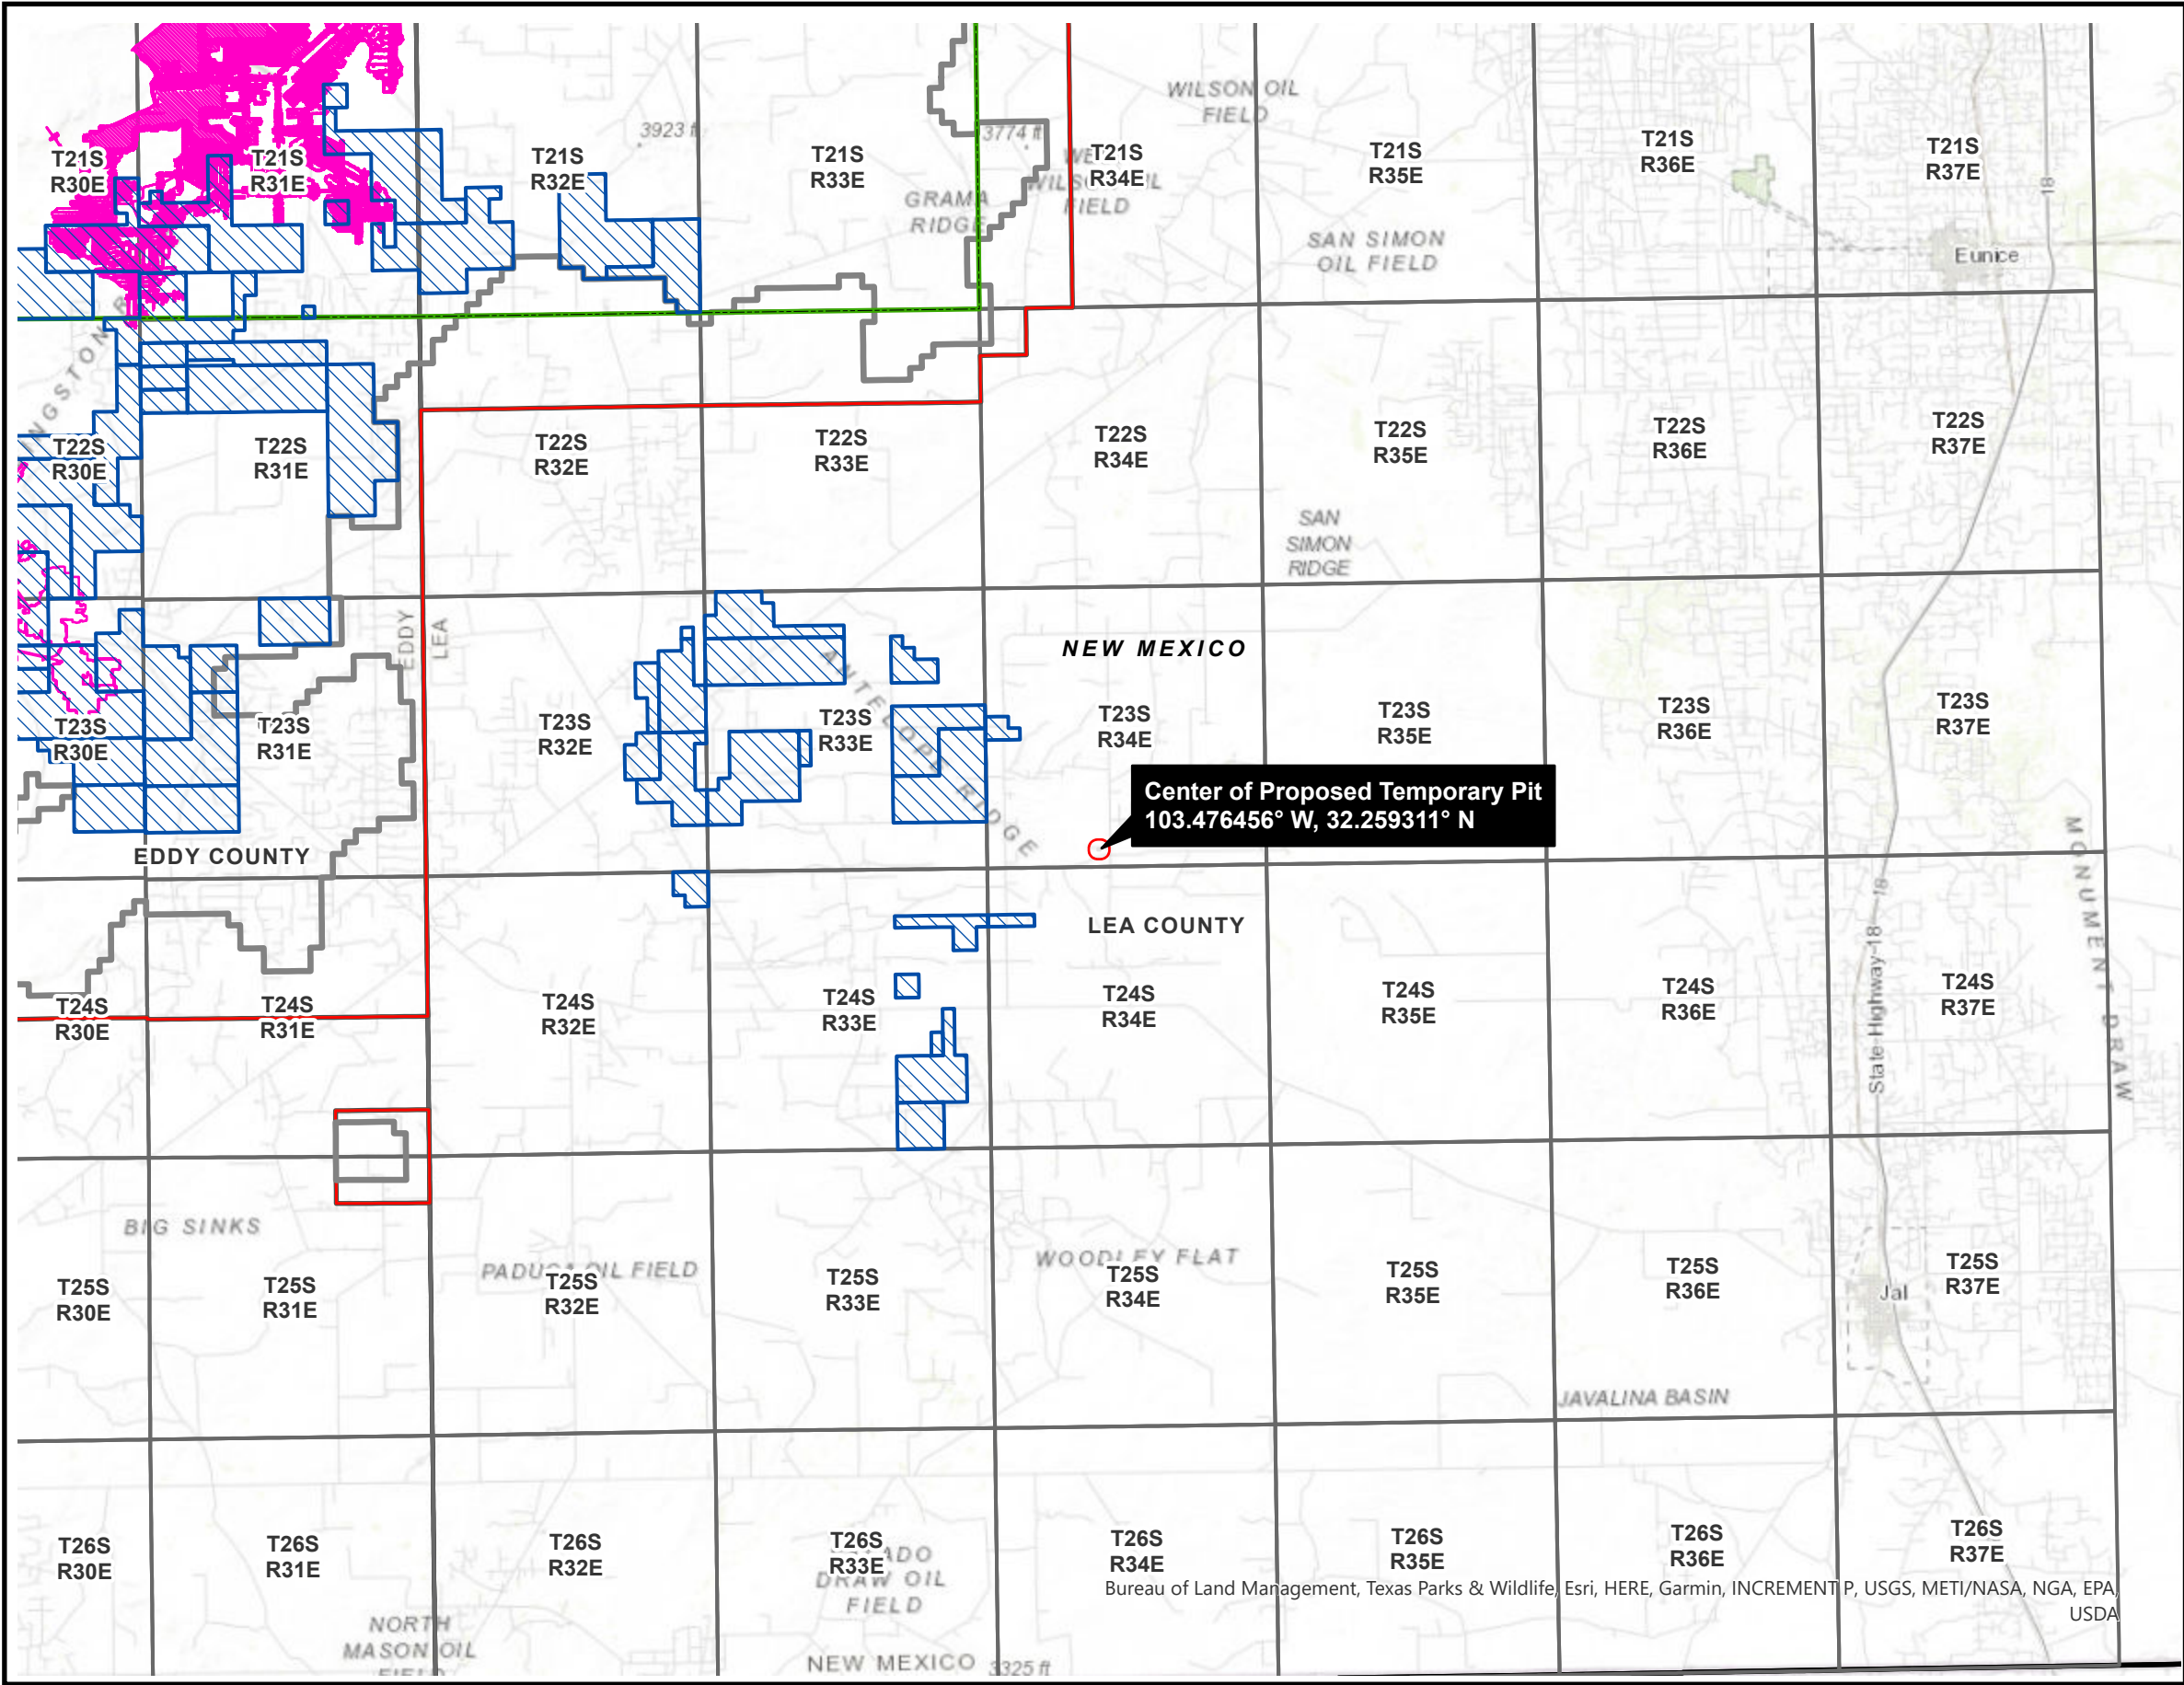 WILSON OIL
FIELD
3923 f
3774 ft
T21S
R30E
T21S
R31E
T21S
R32E
T21S
R33E
T21S
R34E
T21S
R35E
T21S
R36E
T21S
R37E
18
GRAMA
RIDGE
WILSON OIL
FIELD
SAN SIMON
OIL FIELD
Eunice
T22S
R30E
T22S
R31E
T22S
R32E
T22S
R33E
T22S
R34E
T22S
R35E
T22S
R36E
T22S
R37E
SAN
SIMON
RIDGE
EDDY
LEA
NEW MEXICO
ANTELOPE RIDGE
T23S
R30E
T23S
R31E
T23S
R32E
T23S
R33E
T23S
R34E
T23S
R35E
T23S
R36E
T23S
R37E
Center of Proposed Temporary Pit
103.476456° W, 32.259311° N
EDDY COUNTY
LEA COUNTY
MONUMENT DRAW
State-Highway-18
18
T24S
R30E
T24S
R31E
T24S
R32E
T24S
R33E
T24S
R34E
T24S
R35E
T24S
R36E
T24S
R37E
BIG SINKS
PADUCA OIL FIELD
WOODLEY FLAT
T25S
R30E
T25S
R31E
T25S
R32E
T25S
R33E
T25S
R34E
T25S
R35E
T25S
R36E
T25S
R37E
Jal
JAVALINA BASIN
T26S
R30E
T26S
R31E
T26S
R32E
T26S
R33E
T26S
R34E
T26S
R35E
T26S
R36E
T26S
R37E
DRAW OIL
FIELD
NORTH
MASON OIL
FIELD
NEW MEXICO
3325 ft
Bureau of Land Management, Texas Parks & Wildlife, Esri, HERE, Garmin, INCREMENT P, USGS, METI/NASA, NGA, EPA,
USDA